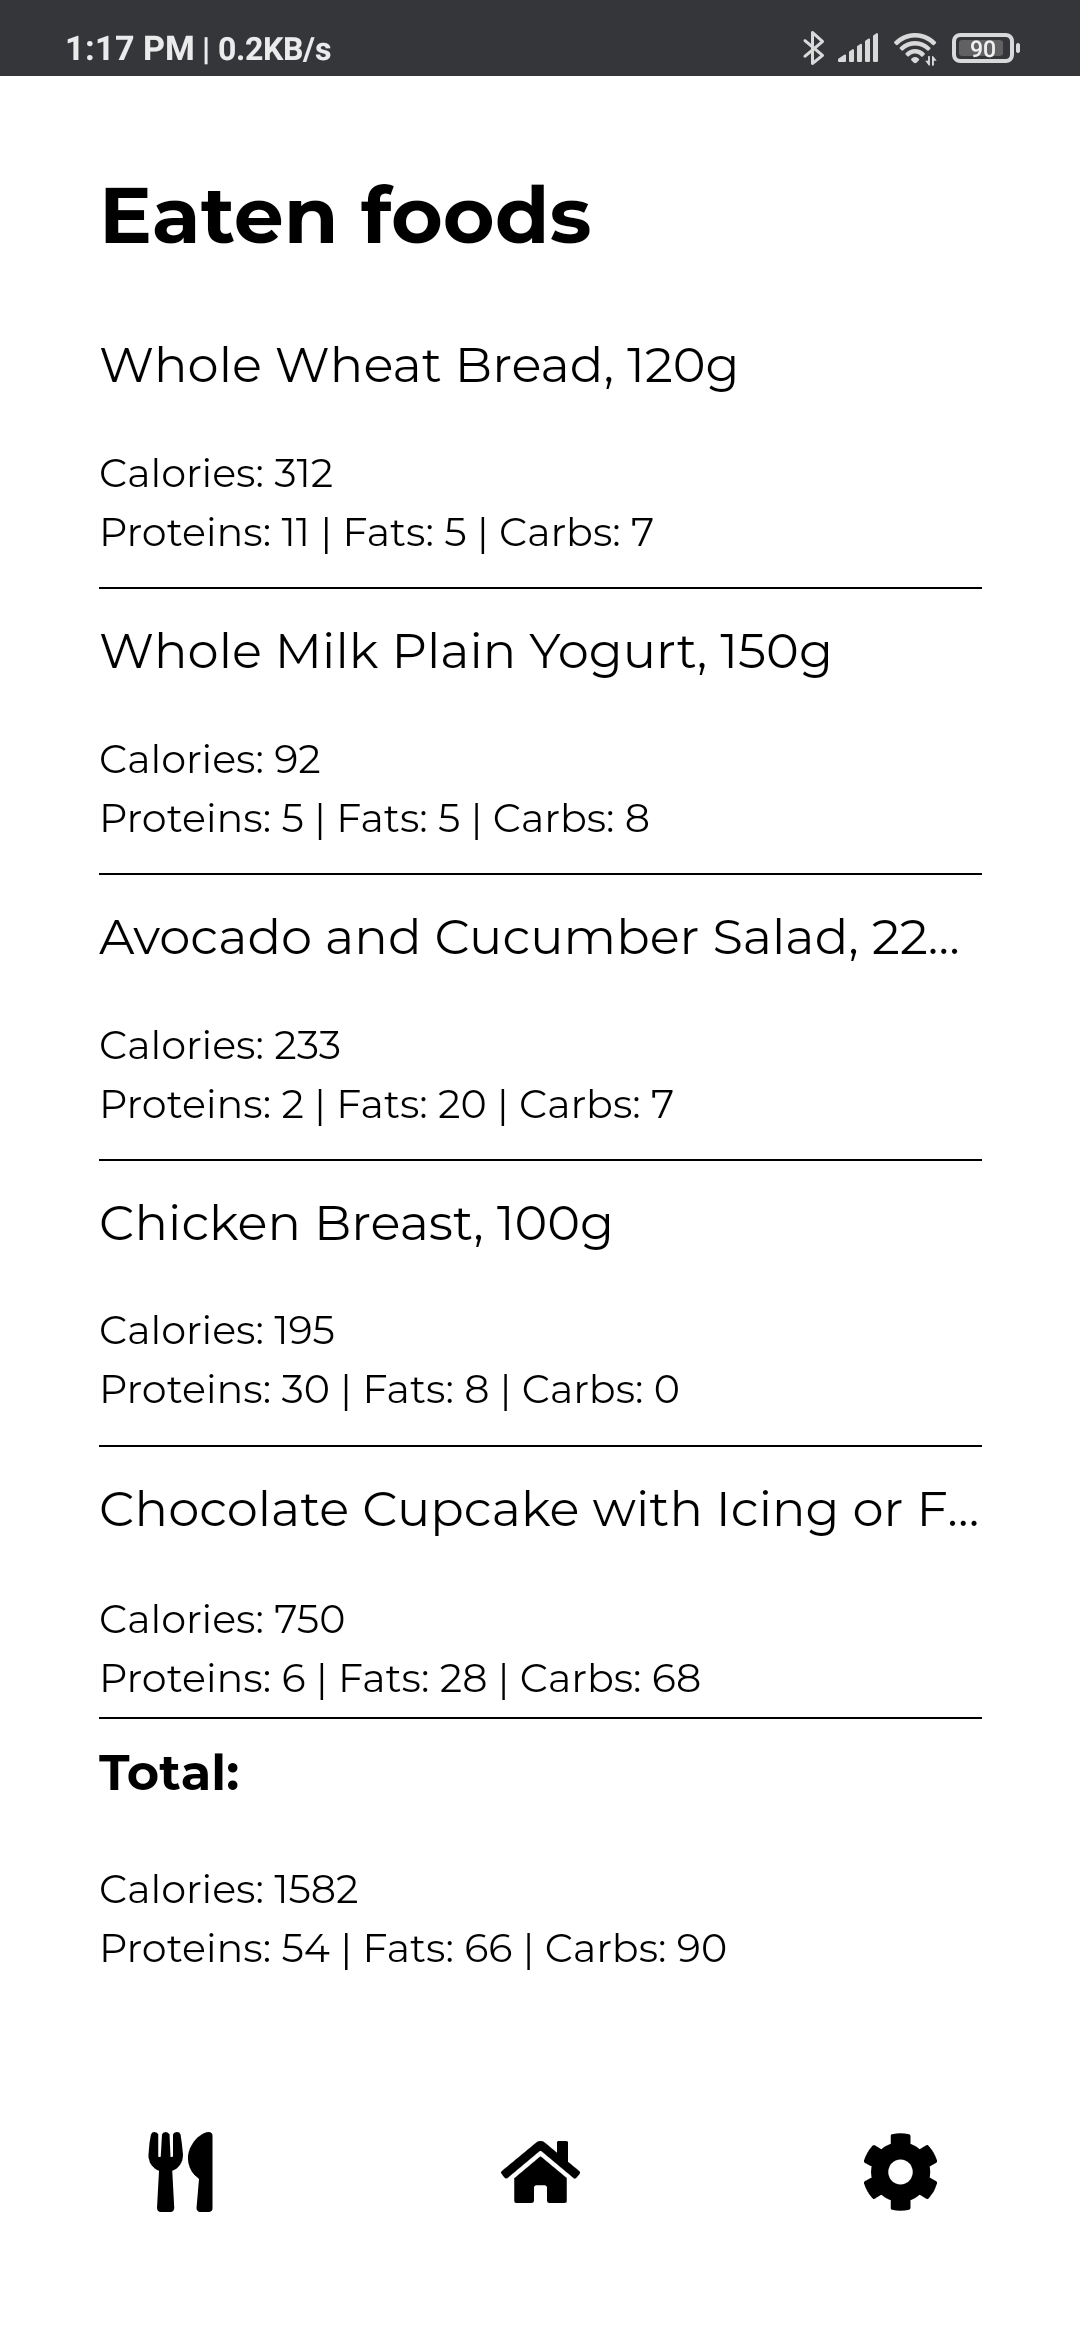 1:17 PM | 0.2KB/s 90
Eaten foods
Whole Wheat Bread, 120g
Calories: 312
Proteins: 11 | Fats: 5 | Carbs: 7
Whole Milk Plain Yogurt, 150g
Calories: 92
Proteins: 5 | Fats: 5 | Carbs: 8
Avocado and Cucumber Salad, 22...
Calories: 233
Proteins: 2 | Fats: 20 | Carbs: 7
Chicken Breast, 100g
Calories: 195
Proteins: 30 | Fats: 8 | Carbs: 0
Chocolate Cupcake with Icing or F...
Calories: 750
Proteins: 6 | Fats: 28 | Carbs: 68
Total:
Calories: 1582
Proteins: 54 | Fats: 66 | Carbs: 90